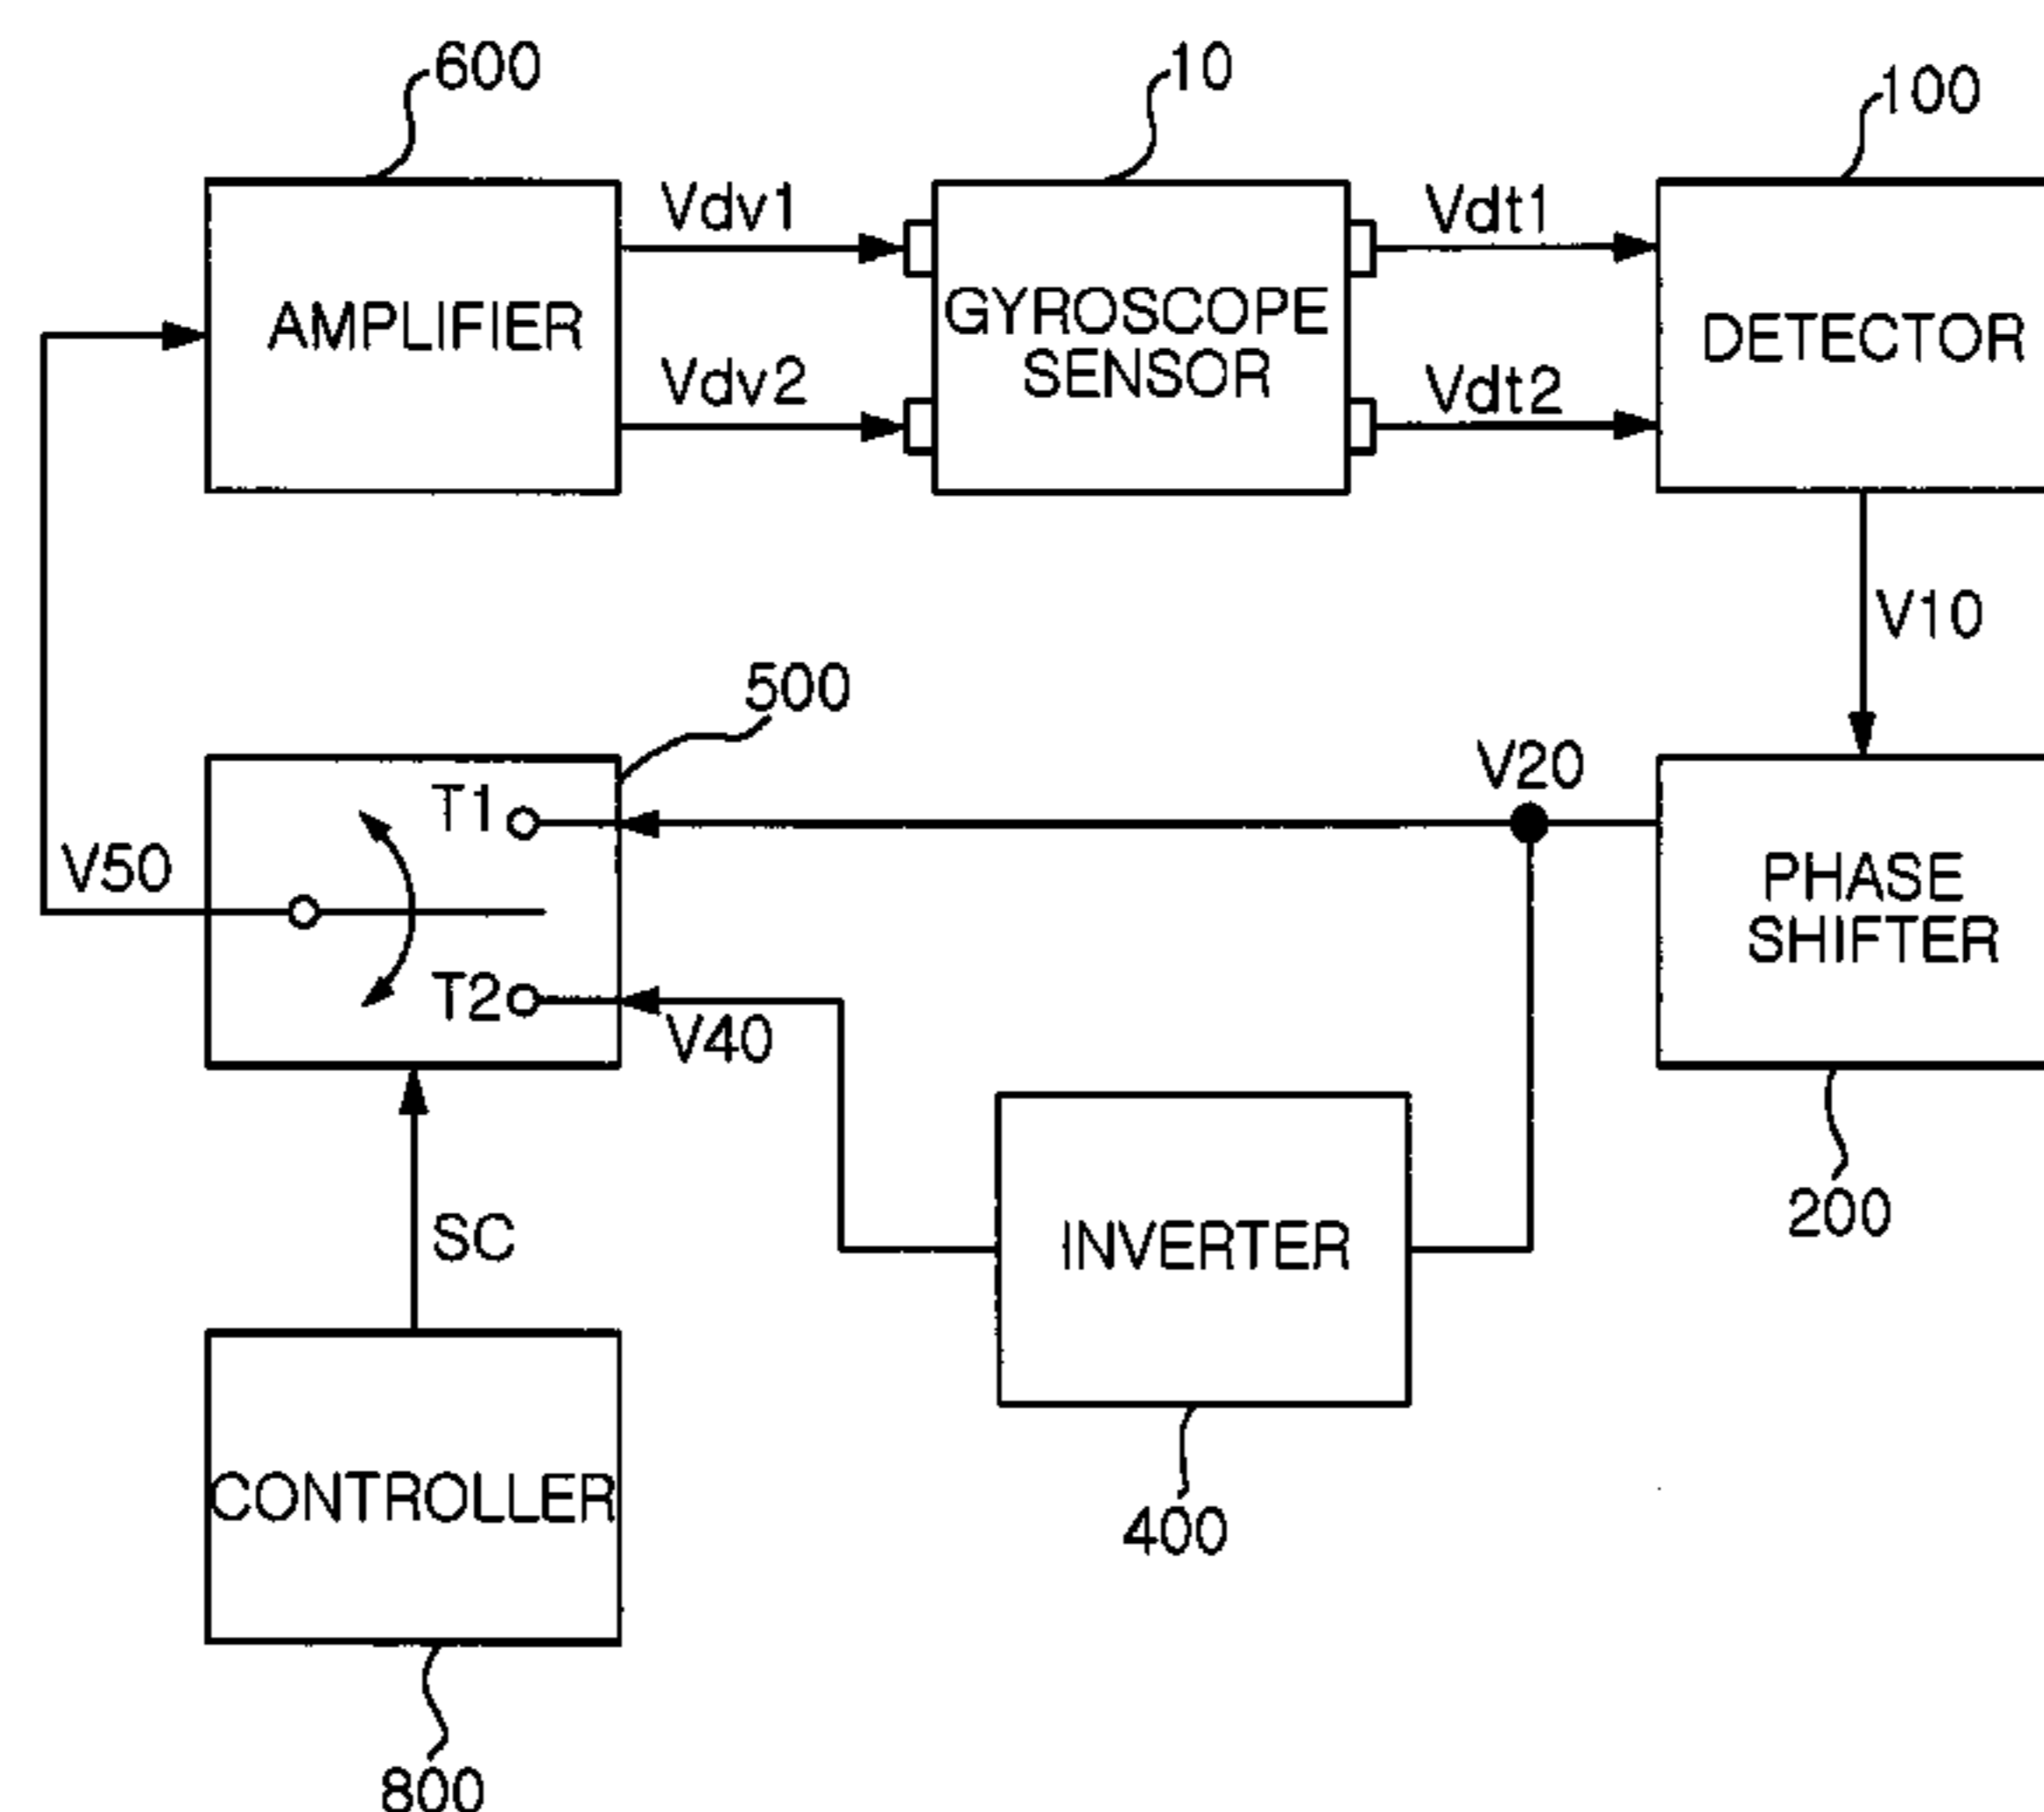 600
10
100
Vdv1
Vdt1
AMPLIFIER
GYROSCOPE
SENSOR
DETECTOR
Vdv2
Vdt2
V10
500
V20
T1
V50
PHASE
SHIFTER
T2
V40
SC
INVERTER
200
CONTROLLER
400
800